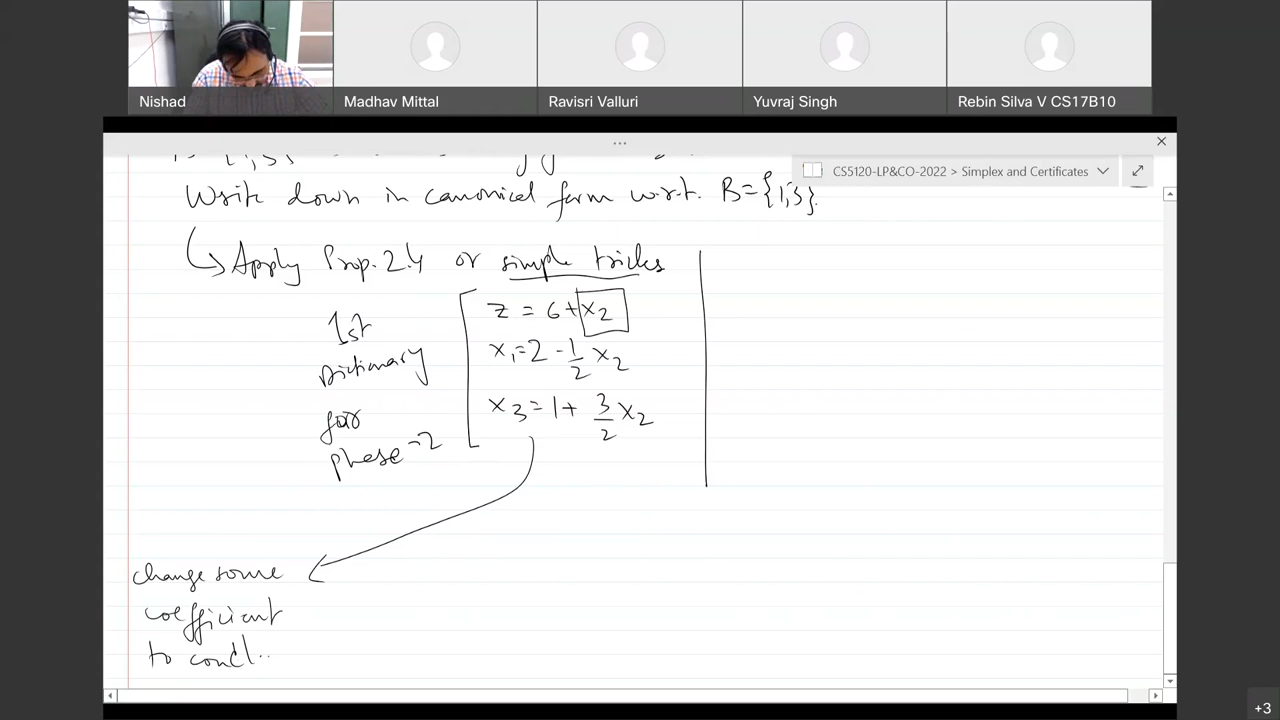 Nishad
Madhav Mittal
Ravisri Valluri
Yuvraj Singh
Rebin Silva V CS17B10
CS5120-LP&CO-2022 > Simplex and Certificates
Write down in canonical form w.r.t. B={1,3}.
Apply Prop. 2.4 or simple tricks
1st
Dictionary
for
phase-2
z = 6 + x2
x1 = 2 - 1/2 x2
x3 = 1 + 3/2 x2
change some
coefficient
to concl..
+3